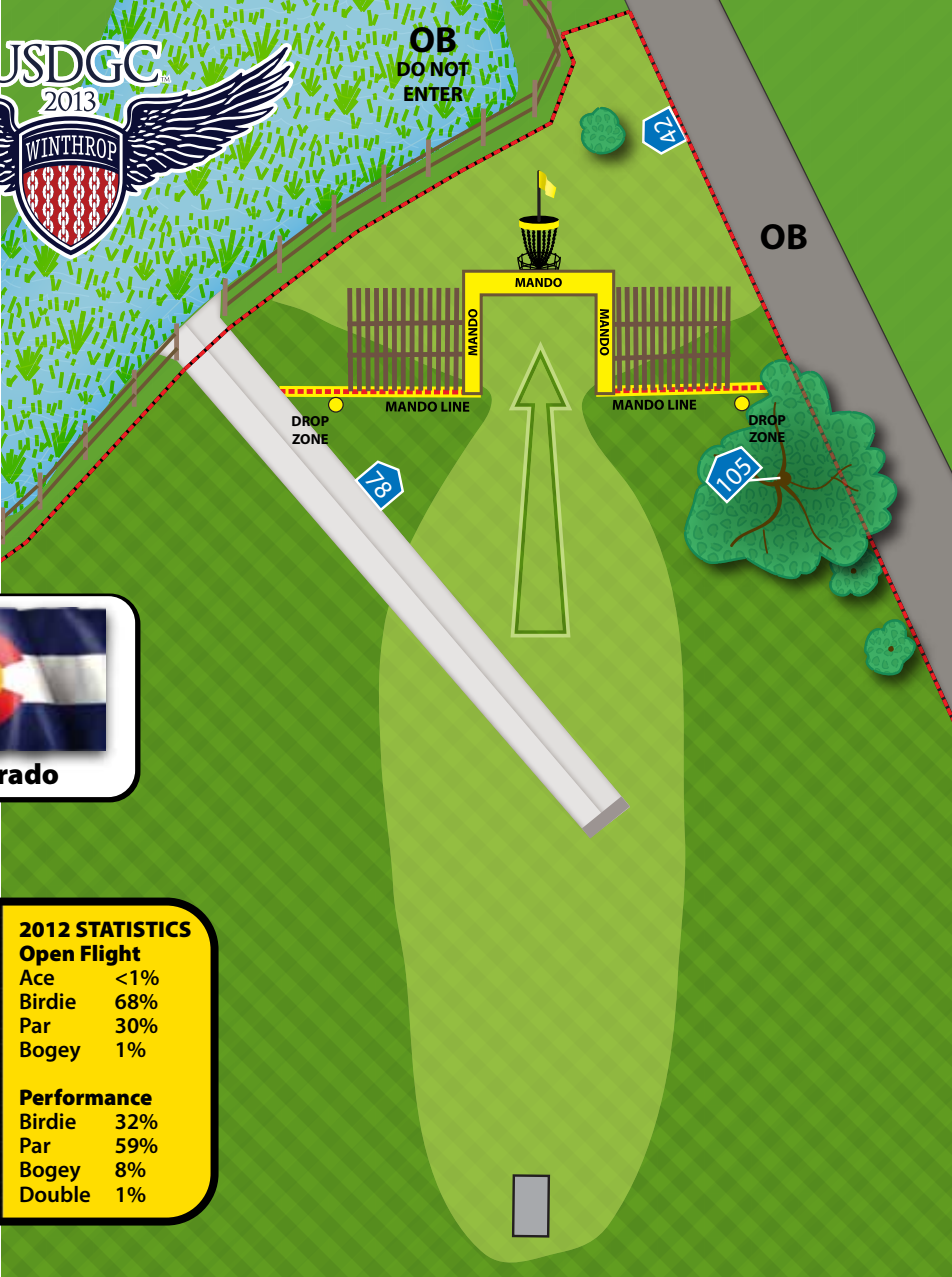 USDGC™
2013
WINTHROP
OB
DO NOT
ENTER
42
OB
MANDO
MANDO
MANDO
MANDO LINE
MANDO LINE
DROP
ZONE
DROP
ZONE
78
105
rado
2012 STATISTICS
Open Flight
Ace <1%
Birdie 68%
Par 30%
Bogey 1%
Performance
Birdie 32%
Par 59%
Bogey 8%
Double 1%